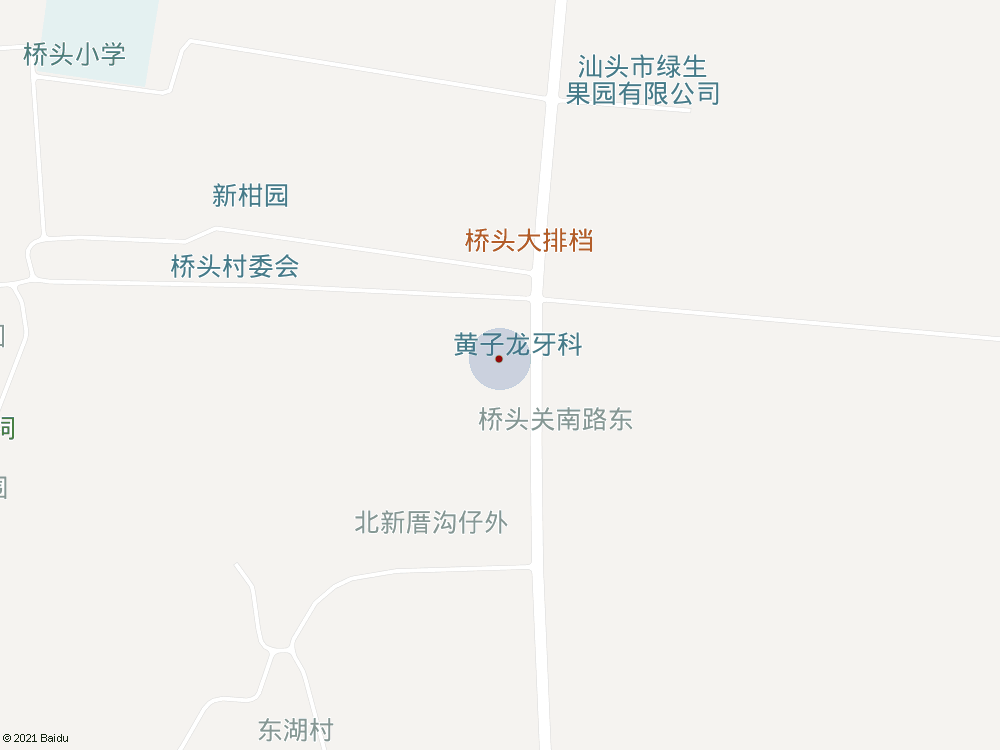 桥头小学
汕头市绿生
果园有限公司
新柑园
桥头大排档
桥头村委会
黄子龙牙科
桥头关南路东
祠
北新厝沟仔外
东湖村
© 2021 Baidu